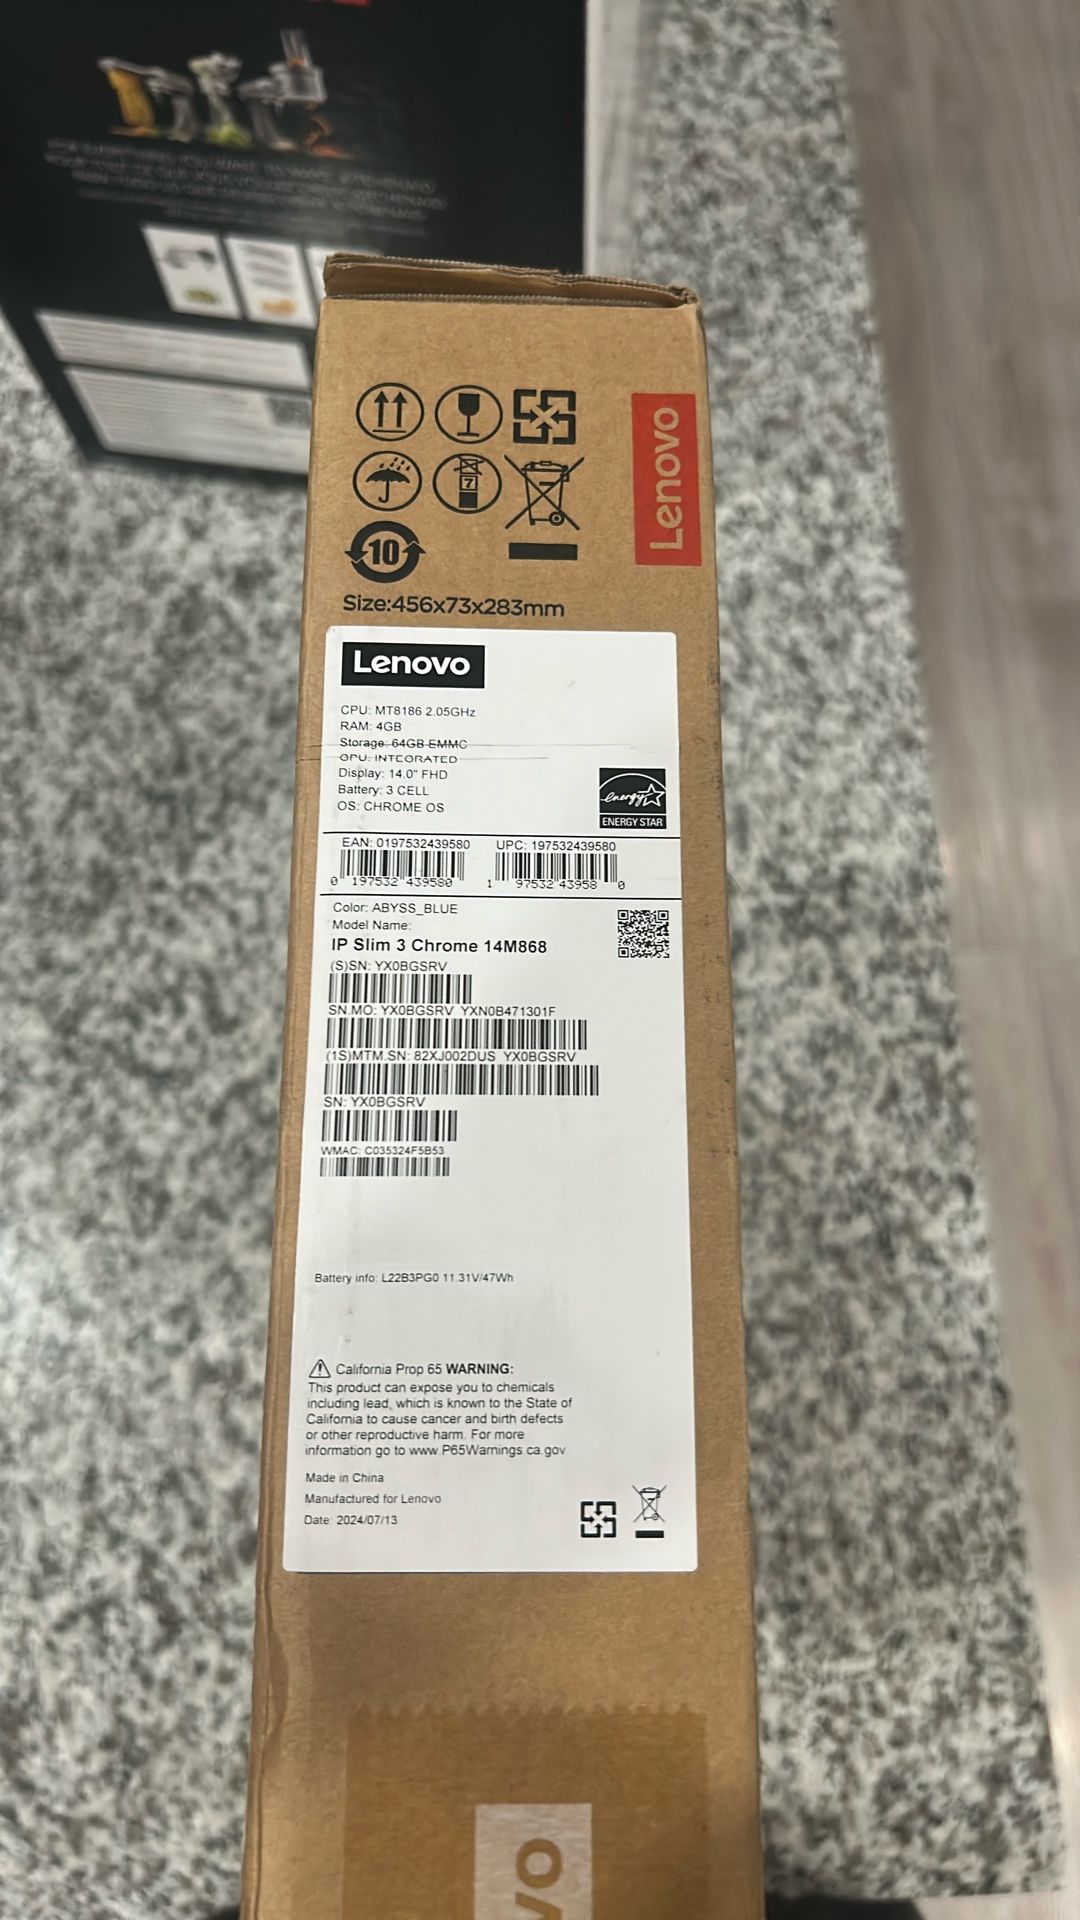 10
7
Lenovo
Size:456x73x283mm
Lenovo
CPU: MT8186 2.05GHz
RAM: 4GB
Storage: 64GB EMMC
GPU: INTEGRATED
Display: 14.0" FHD
Battery: 3 CELL
OS: CHROME OS
energy
ENERGY STAR
EAN: 0197532439580 UPC: 197532439580
0 197532 439580 1 97532 43958 0
Color: ABYSS_BLUE
Model Name:
IP Slim 3 Chrome 14M868
(S)SN: YX0BGSRV
SN.MO: YX0BGSRV YXN0B471301F
(1S)MTM.SN: 82XJ002DUS YX0BGSRV
SN: YX0BGSRV
WMAC: C035324F5B53
Battery info: L22B3PG0 11.31V/47Wh
California Prop 65 WARNING:
This product can expose you to chemicals
including lead, which is known to the State of
California to cause cancer and birth defects
or other reproductive harm. For more
information go to www.P65Warnings.ca.gov
Made in China
Manufactured for Lenovo
Date: 2024/07/13
vo